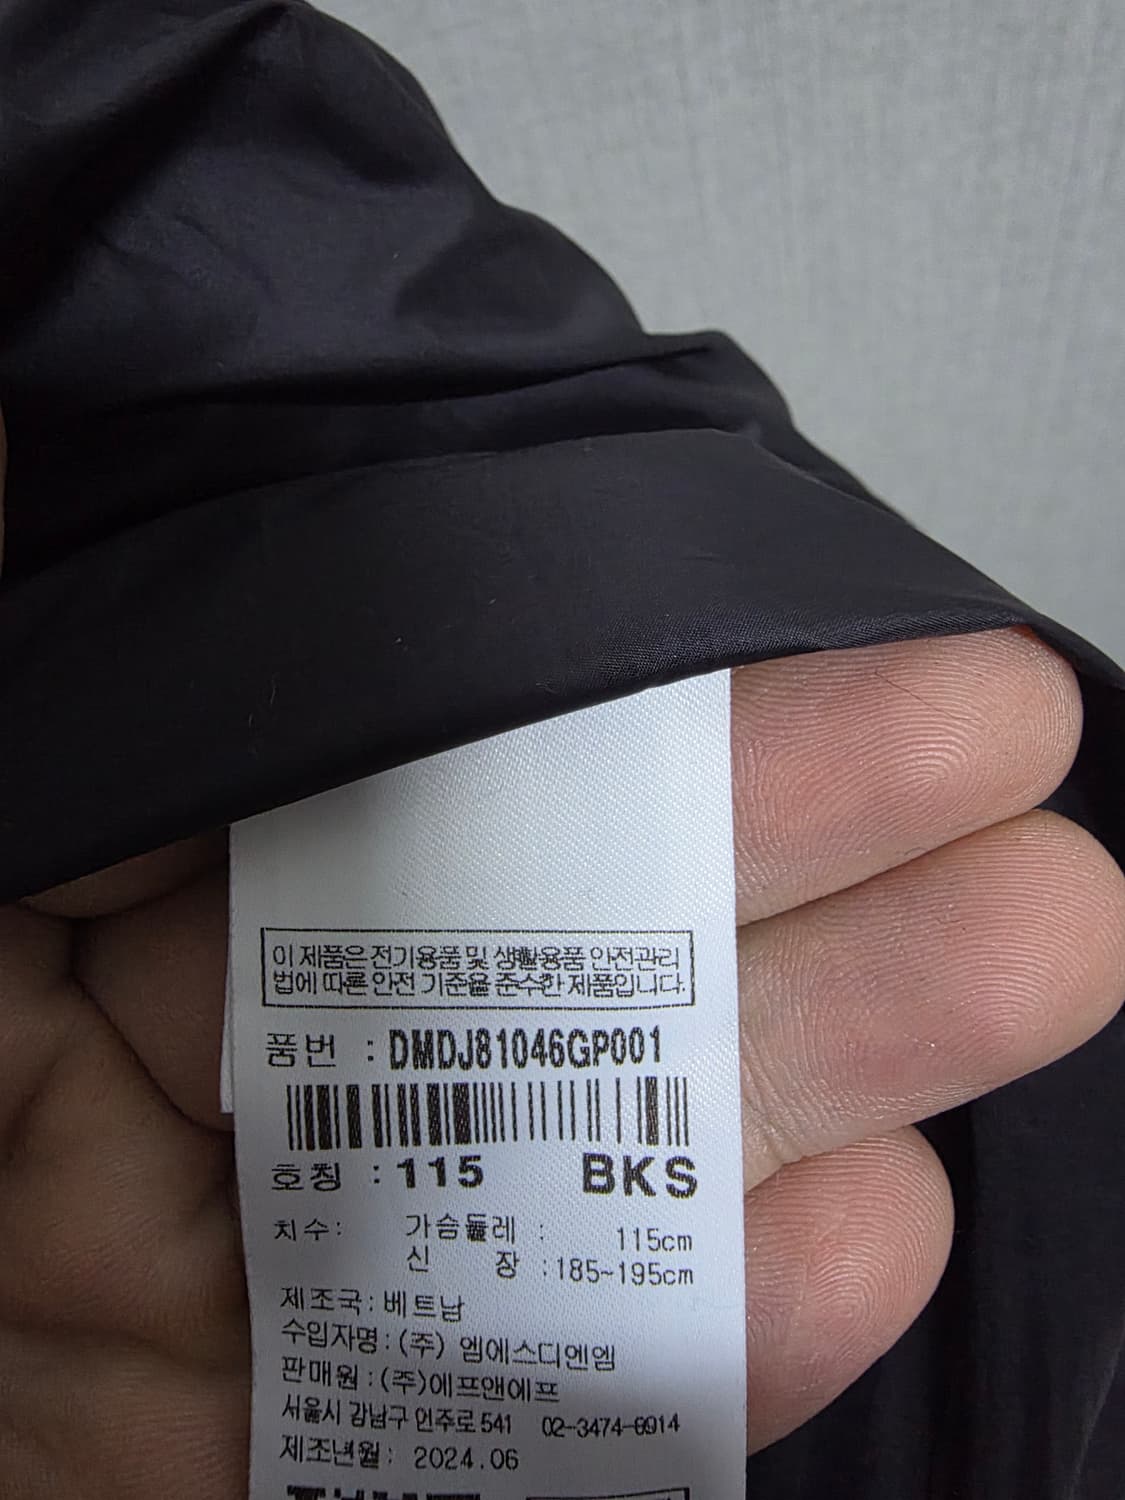 이 제품은 전기용품 및 생활용품 안전관리
법에 따른 안전 기준을 준수한 제품입니다.
품번 : DMDJ81046GP001
호칭 : 115 BKS
치수: 가슴둘레 : 115cm
신 장 :185~195cm
제조국: 베트남
수입자명: (주) 엠에스디엔엠
판매원 : (주)에프앤에프
서울시 강남구 언주로 541 02-3474-6914
제조년월: 2024.06